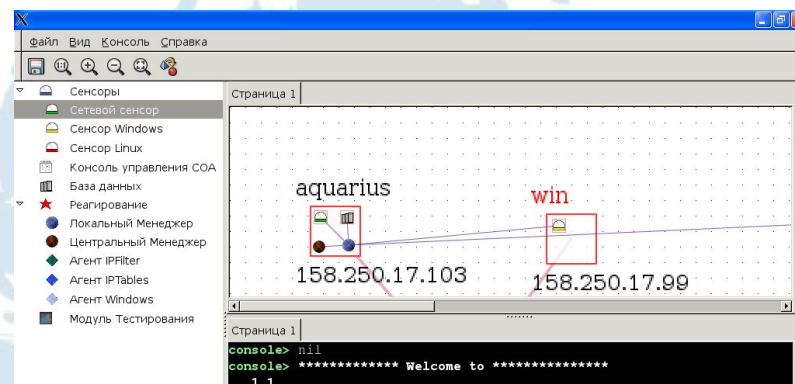 Файл Вид Консоль Справка
Сенсоры
Сетевой сенсор
Сенсор Windows
Сенсор Linux
Консоль управления СОА
База данных
Реагирование
Локальный Менеджер
Центральный Менеджер
Агент IPFilter
Агент IPTables
Агент Windows
Модуль Тестирования
Страница 1
aquarius
win
158.250.17.103
158.250.17.99
Страница 1
console> nil
console> ************* Welcome to ***************